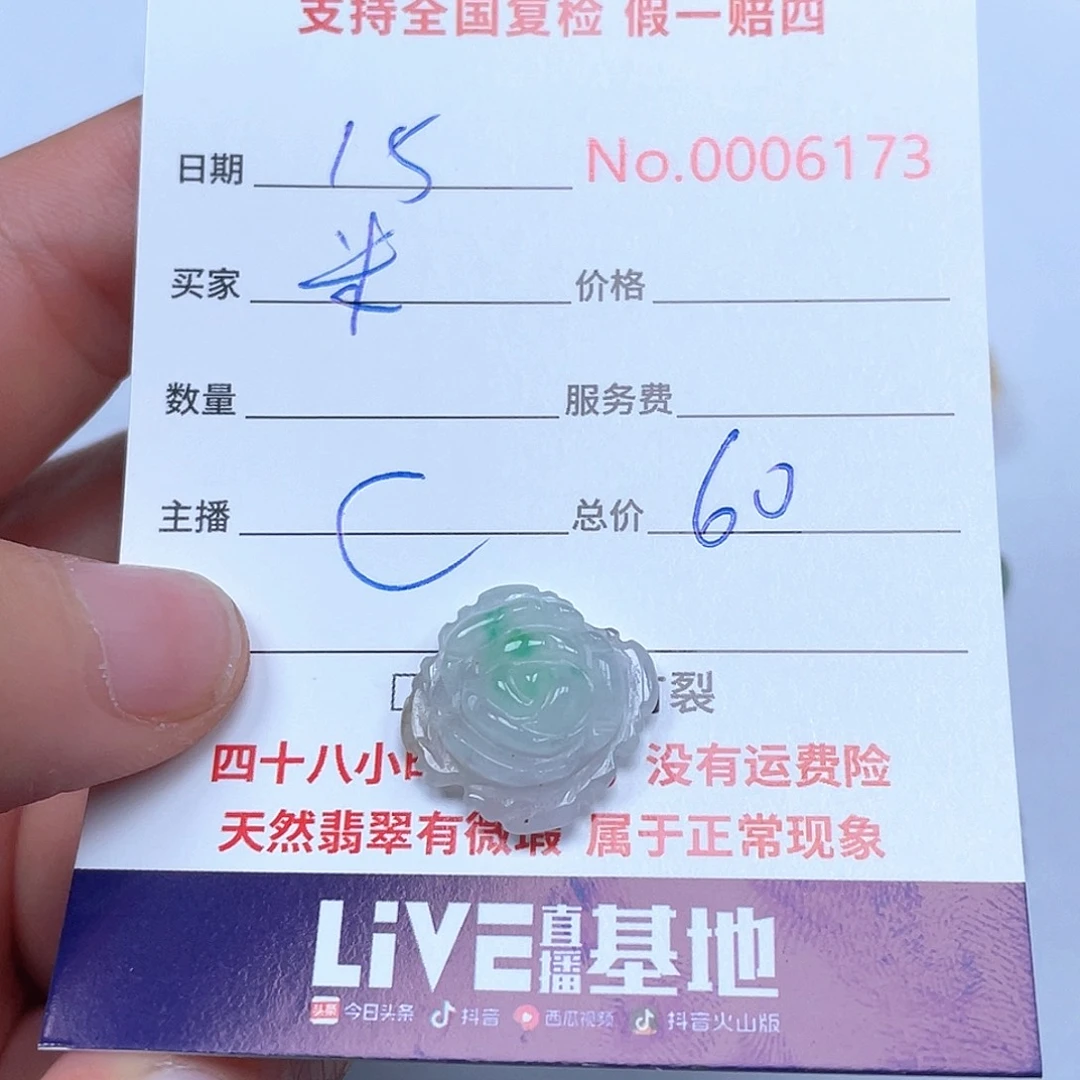 支持全国复检 假一赔四
日期 15 No.0006173
买家 米 价格
数量 服务费
主播 C 总价 60
裂
四十八小 没有运费险
天然翡翠有微瑕 属于正常现象
LiVE直播基地
头条 今日头条 抖音 西瓜视频 抖音火山版